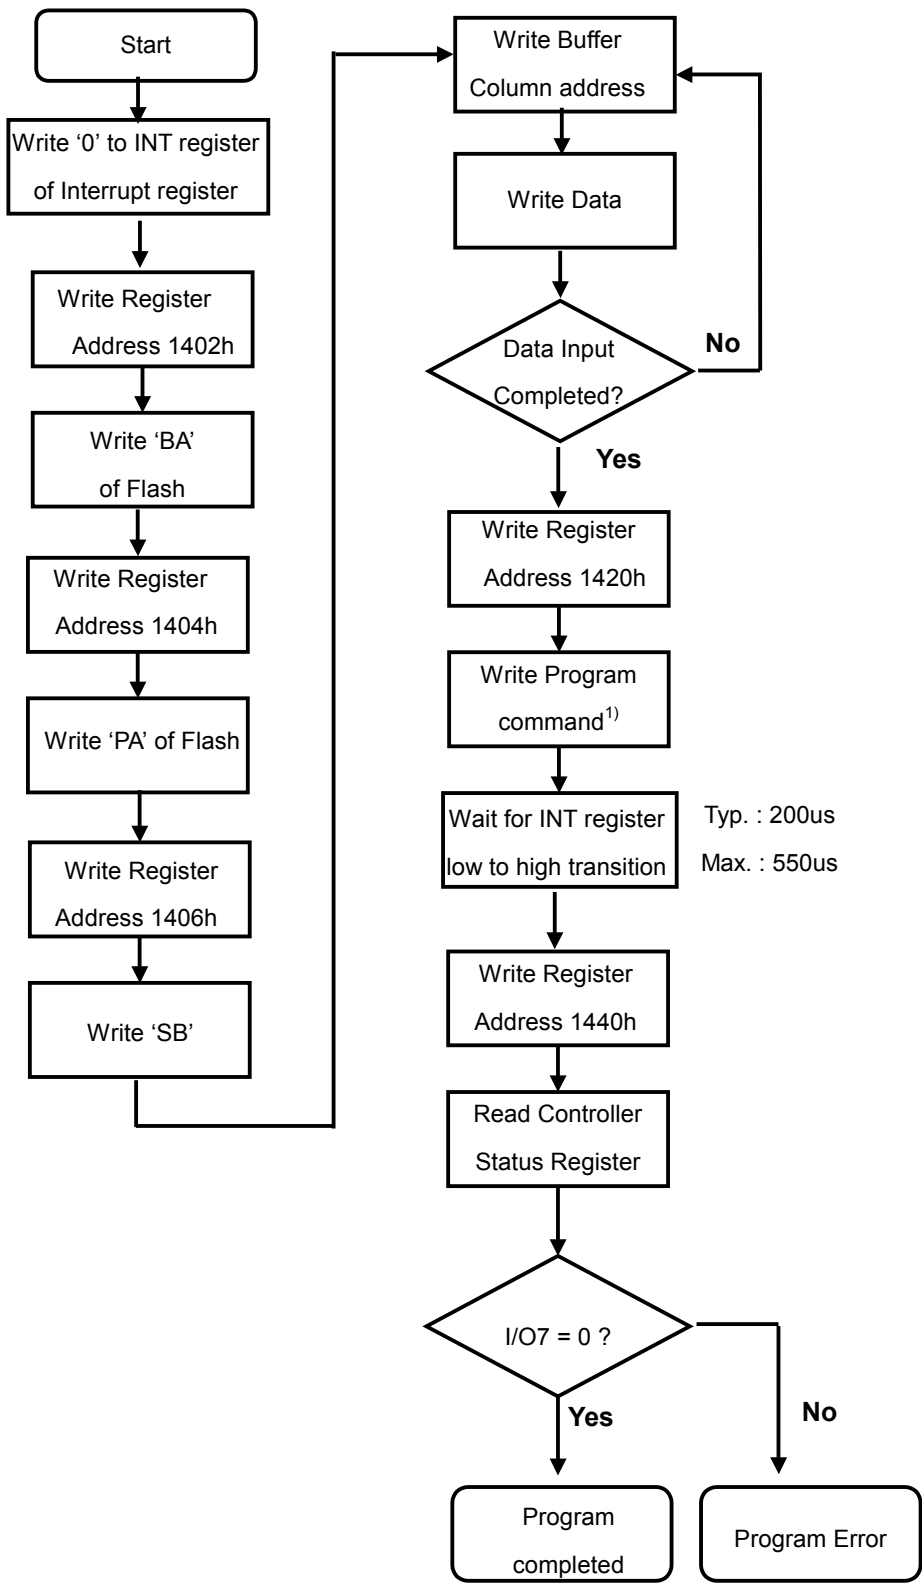 Start
Write ‘0’ to INT register
of Interrupt register
Write Register
Address 1402h
Write ‘BA’
of Flash
Write Register
Address 1404h
Write ‘PA’ of Flash
Write Register
Address 1406h
Write ‘SB’
Write Buffer
Column address
Write Data
Data Input
Completed?
No
Yes
Write Register
Address 1420h
Write Program
command1)
Wait for INT register
low to high transition
Typ. : 200us
Max. : 550us
Write Register
Address 1440h
Read Controller
Status Register
I/O7 = 0 ?
Yes
No
Program
completed
Program Error